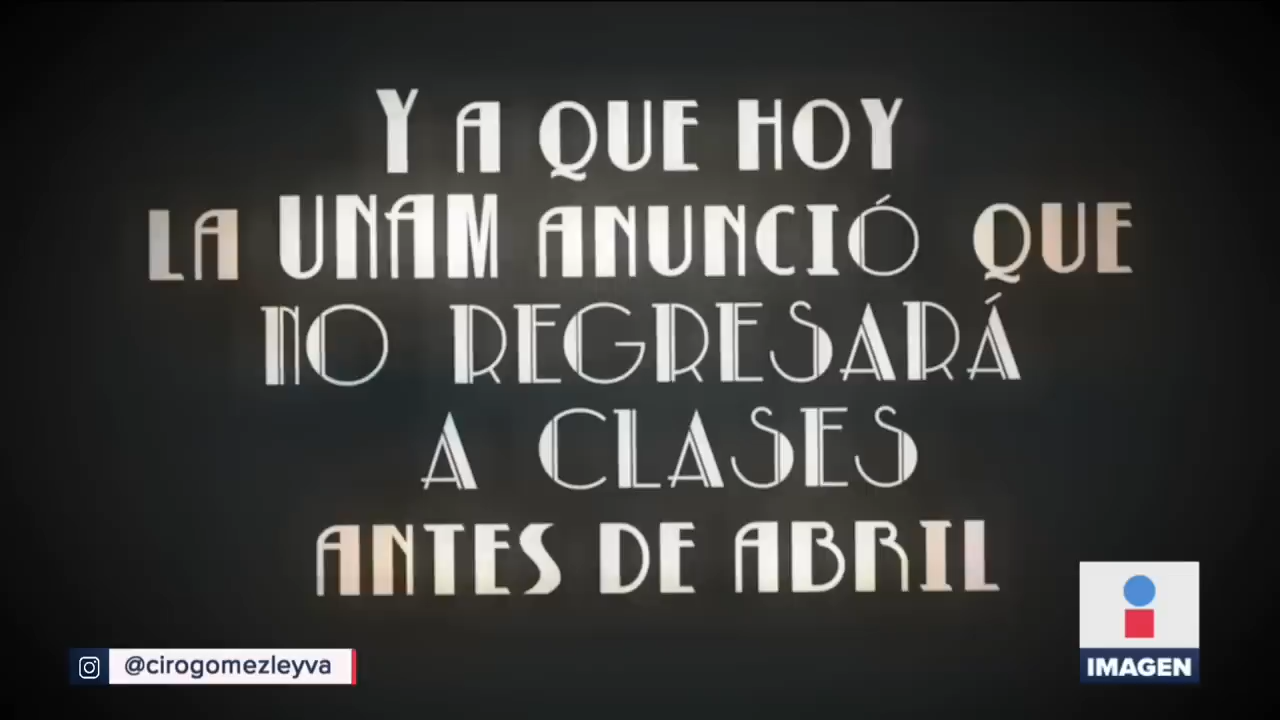 Y A QUE HOY
LA UNAM ANUNCIÓ QUE
NO REGRESARÁ
A CLASES
ANTES DE ABRIL
@cirogomezleyva
IMAGEN